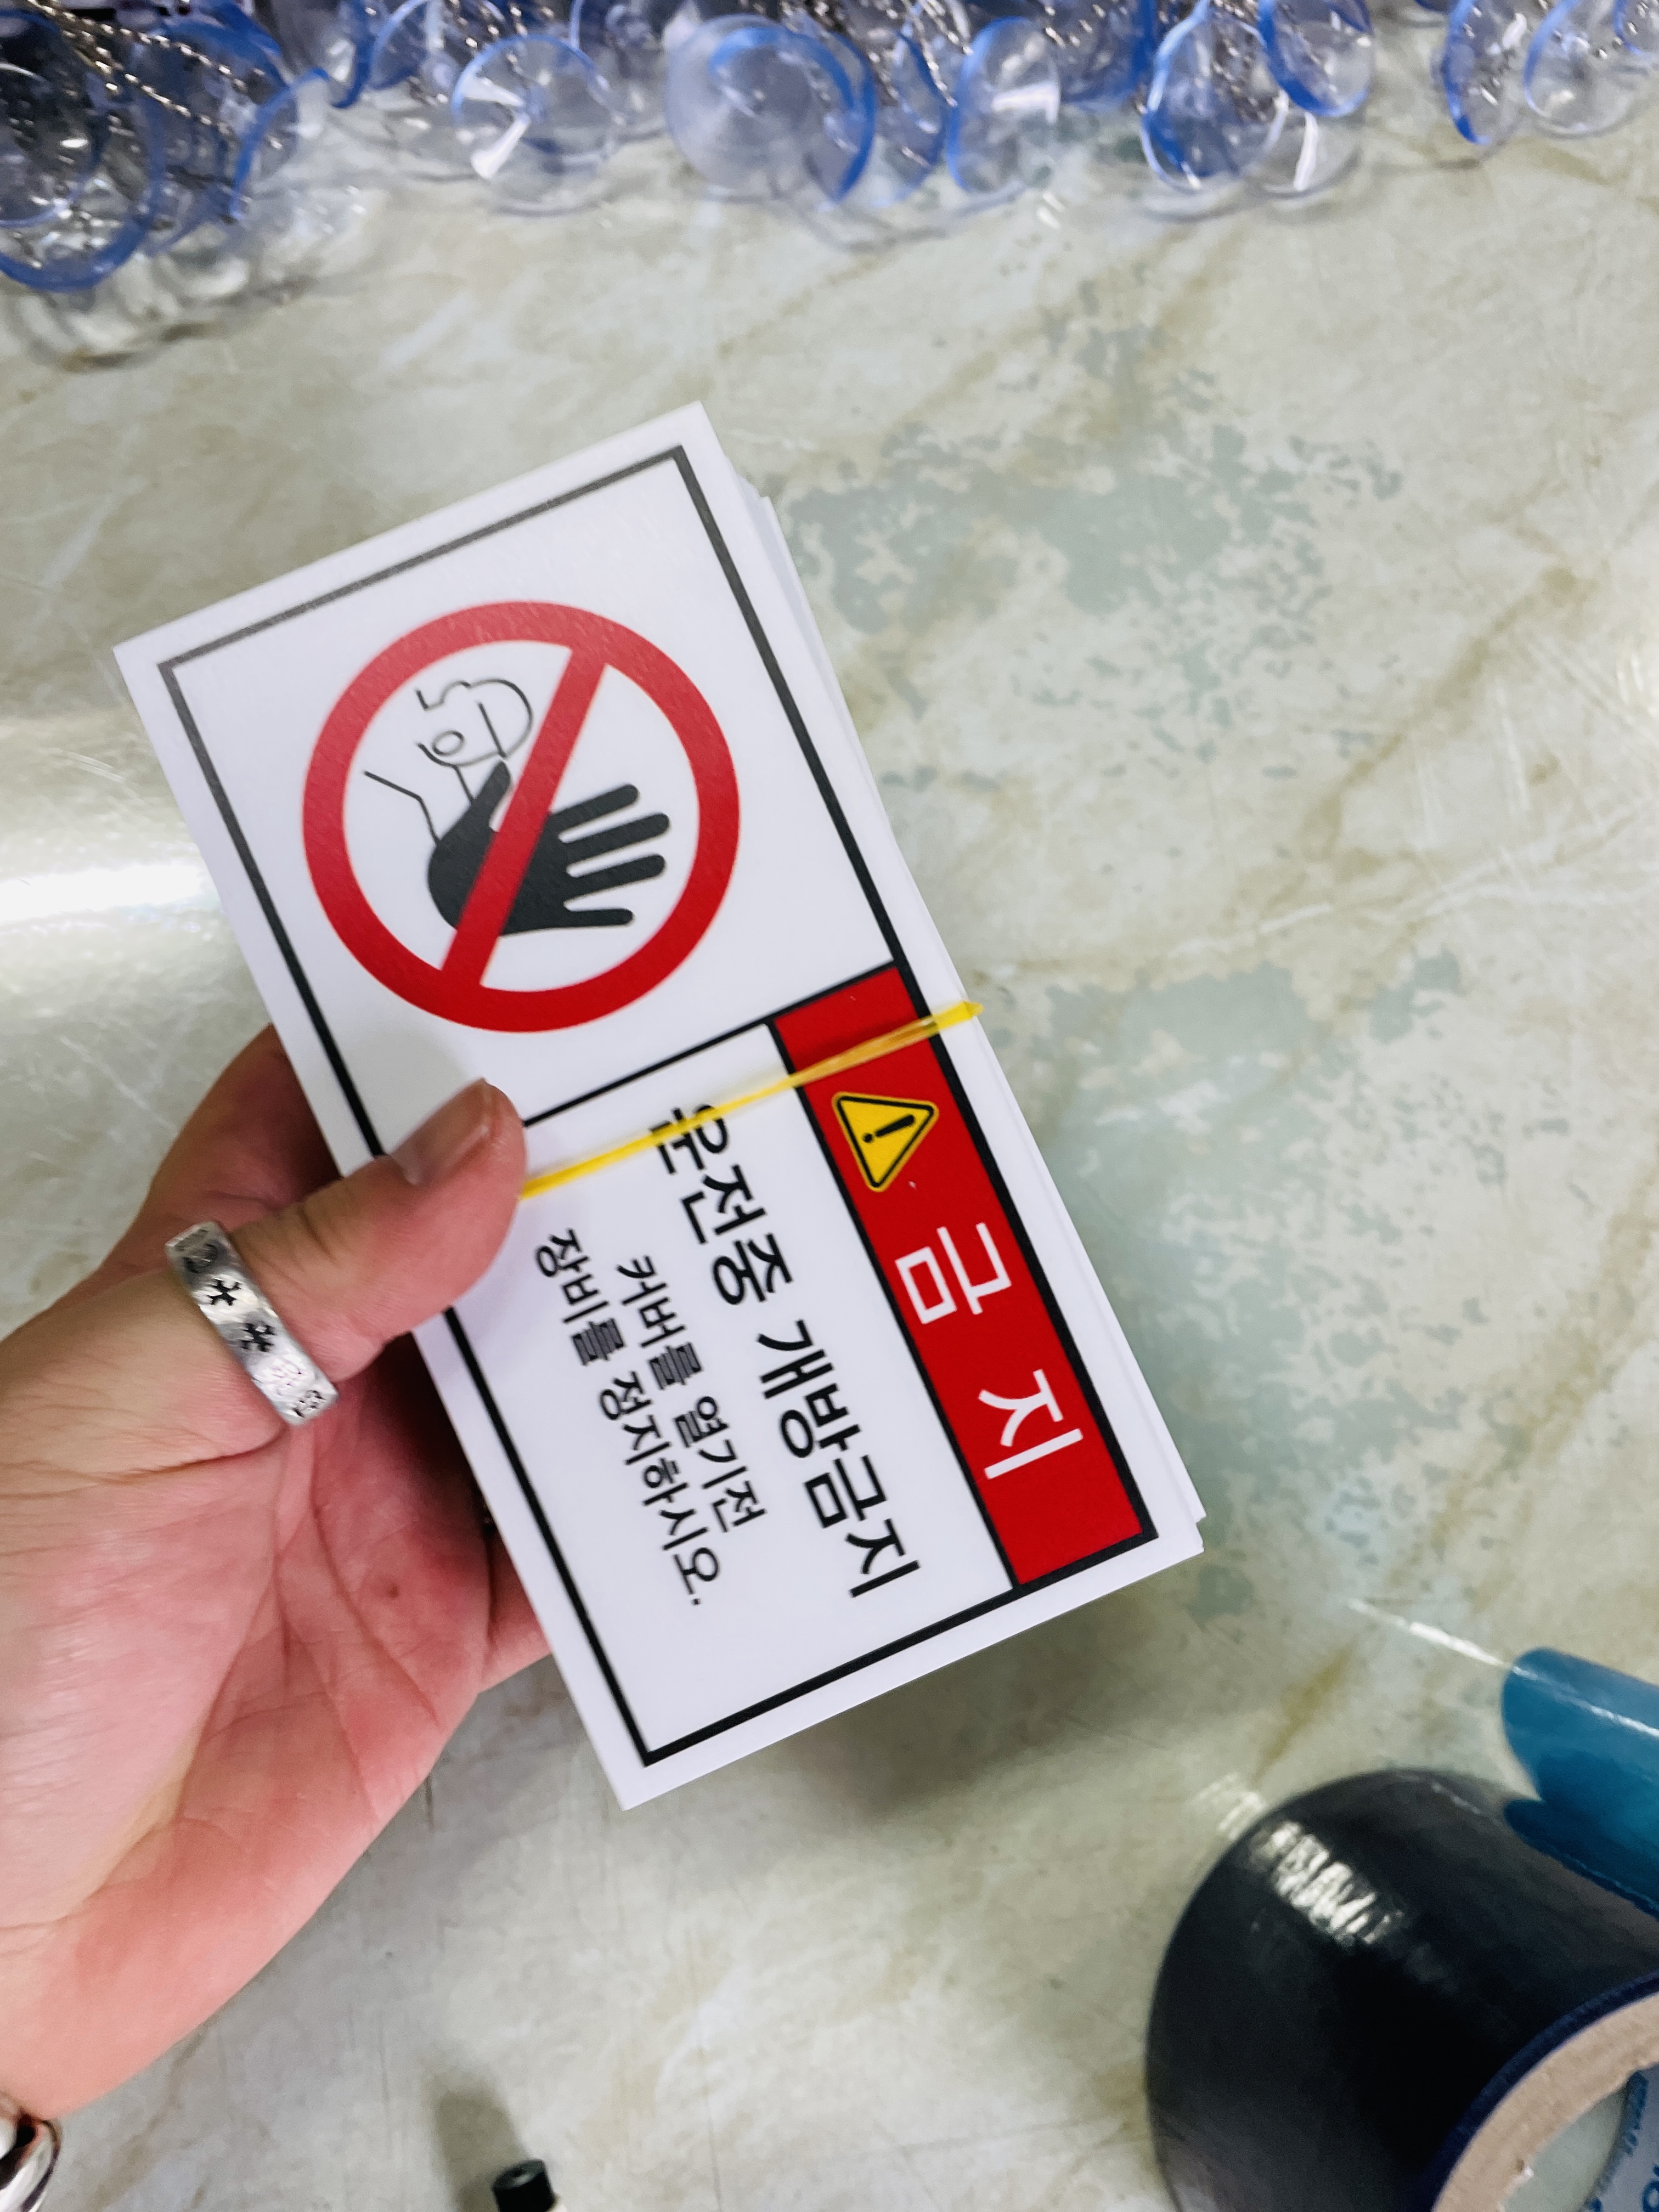 금 지
운전중 개방금지
커버를 열기전
장비를 정지하시오.